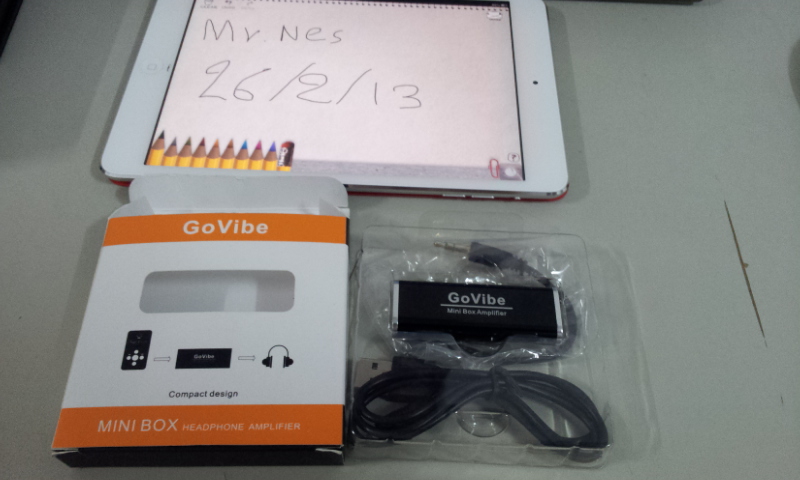 Mr. Nes
26/2/13
GoVibe
GoVibe
Compact design
MINI BOX HEADPHONE AMPLIFIER
GoVibe
Mini Box Amplifier